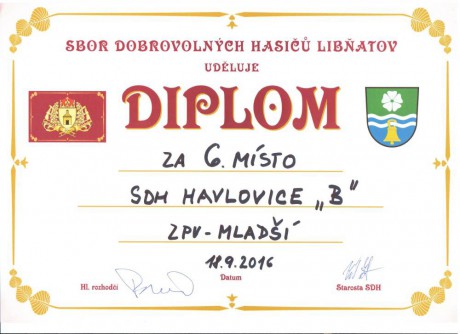 SBOR DOBROVOLNÝCH HASIČŮ LIBŇATOV
UDĚLUJE
DIPLOM
ZA 6. MÍSTO
SDH HAVLOVICE „B"
ZPV - MLADŠÍ
18.9.2016
Hl. rozhodčí
Datum
Starosta SDH